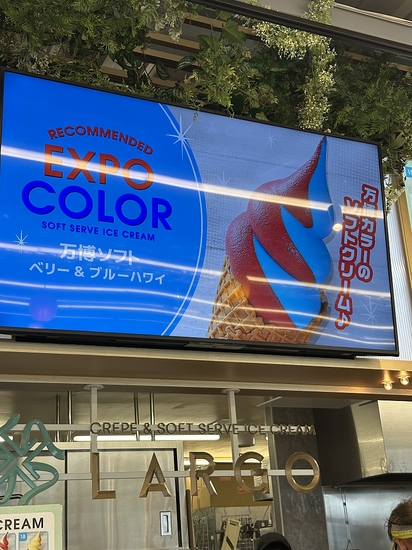 RECOMMENDED
EXPO
COLOR
SOFT SERVE ICE CREAM
万博ソフト
ベリー & ブルーハワイ
万博カラーの
ソフトクリーム♪
CREPE & SOFT SERVE ICE CREAM
LARGO
CREAM